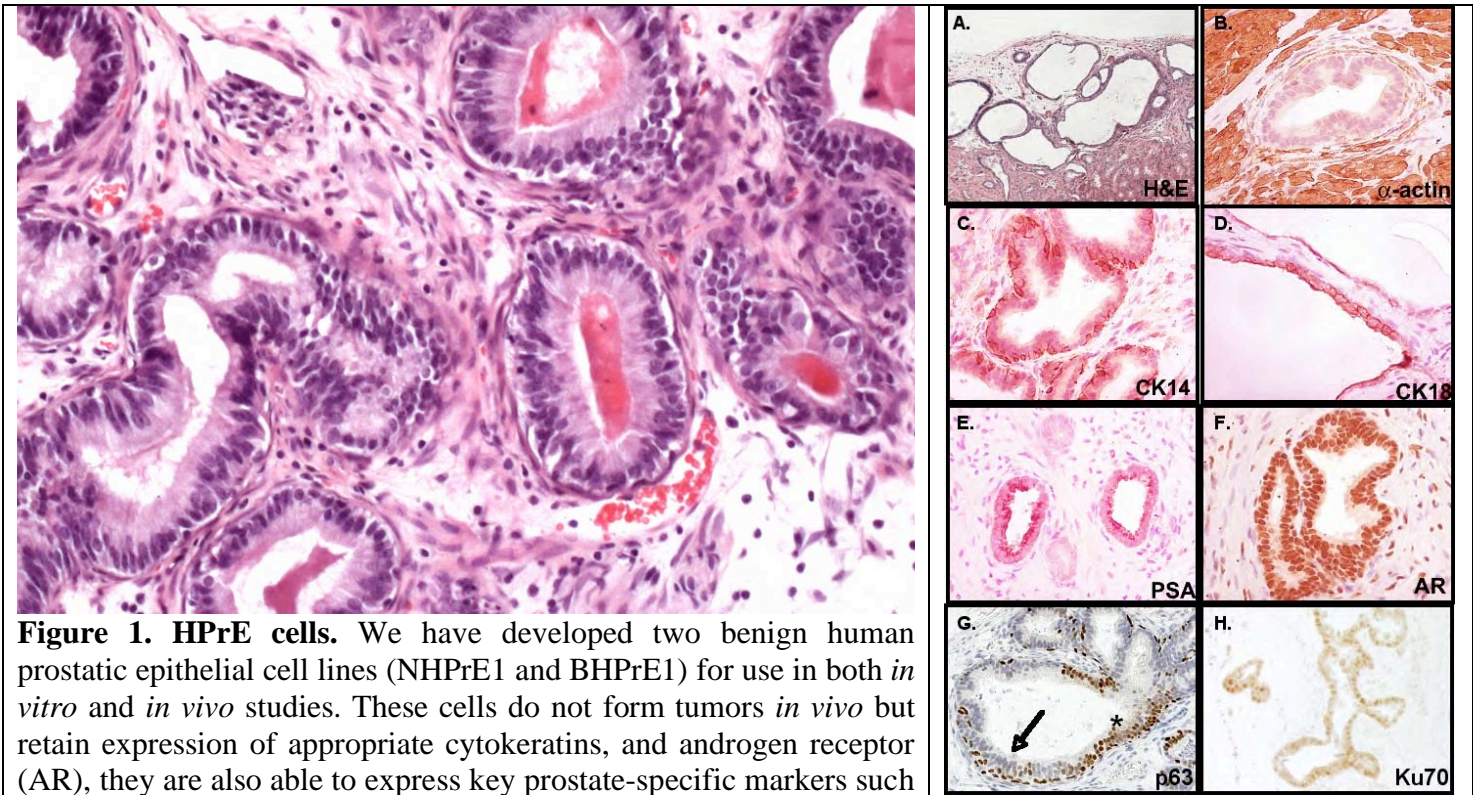 Figure 1. HPrE cells. We have developed two benign human
prostatic epithelial cell lines (NHPrE1 and BHPrE1) for use in both in
vitro and in vivo studies. These cells do not form tumors in vivo but
retain expression of appropriate cytokeratins, and androgen receptor
(AR), they are also able to express key prostate-specific markers such
A.
H&E
B.
α-actin
C.
CK14
D.
CK18
E.
PSA
F.
AR
G.
*
p63
H.
Ku70